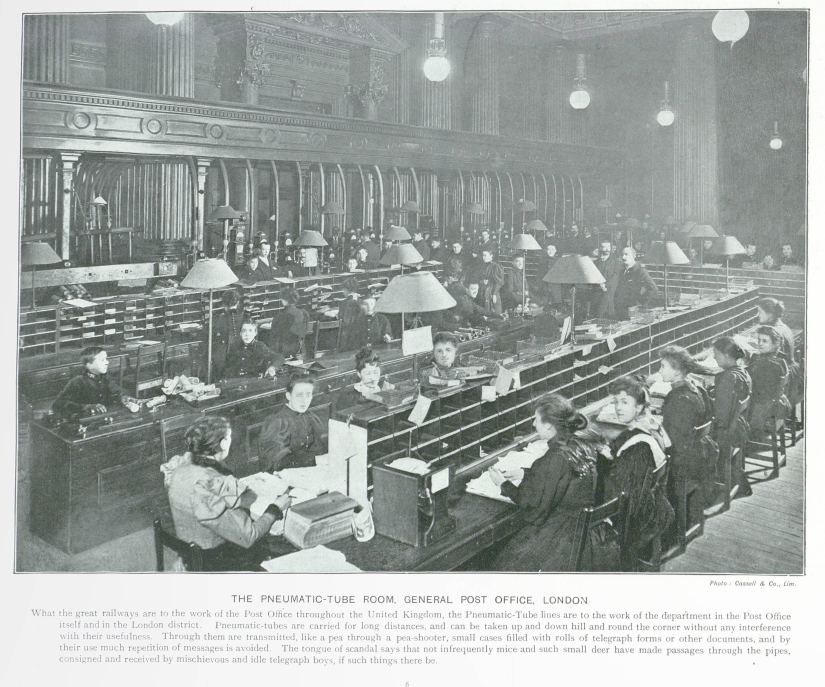 Photo: Cassell & Co., Lim.
THE PNEUMATIC-TUBE ROOM, GENERAL POST OFFICE, LONDON
What the great railways are to the work of the Post Office throughout the United Kingdom, the Pneumatic-Tube lines are to the work of the department in the Post Office
itself and in the London district. Pneumatic-tubes are carried for long distances, and can be taken up and down hill and round the corner without any interference
with their usefulness. Through them are transmitted, like a pea through a pea-shooter, small cases filled with rolls of telegraph forms or other documents, and by
their use much repetition of messages is avoided. The tongue of scandal says that not infrequently mice and such small deer have made passages through the pipes,
consigned and received by mischievous and idle telegraph boys, if such things there be.
6